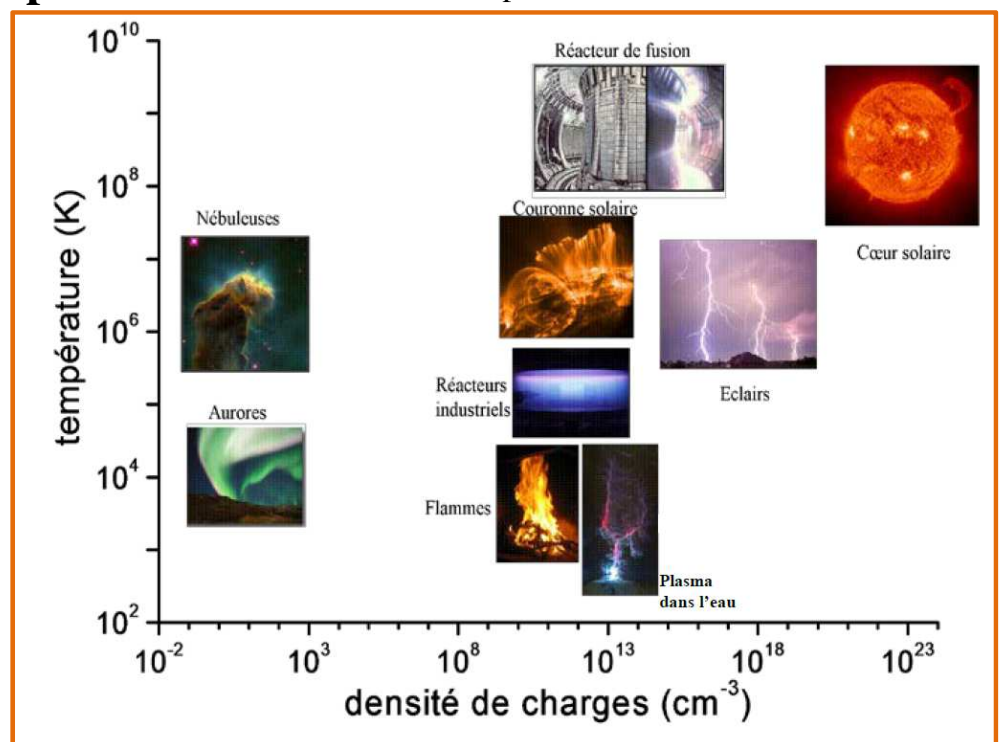 10^10
Réacteur de fusion
10^8
Couronne solaire
Nébuleuses
Cœur solaire
température (K)
10^6
Réacteurs
industriels
Eclairs
Aurores
10^4
Flammes
Plasma
dans l'eau
10^2
10^-2
10^3
10^8
10^13
10^18
10^23
densité de charges (cm^-3)